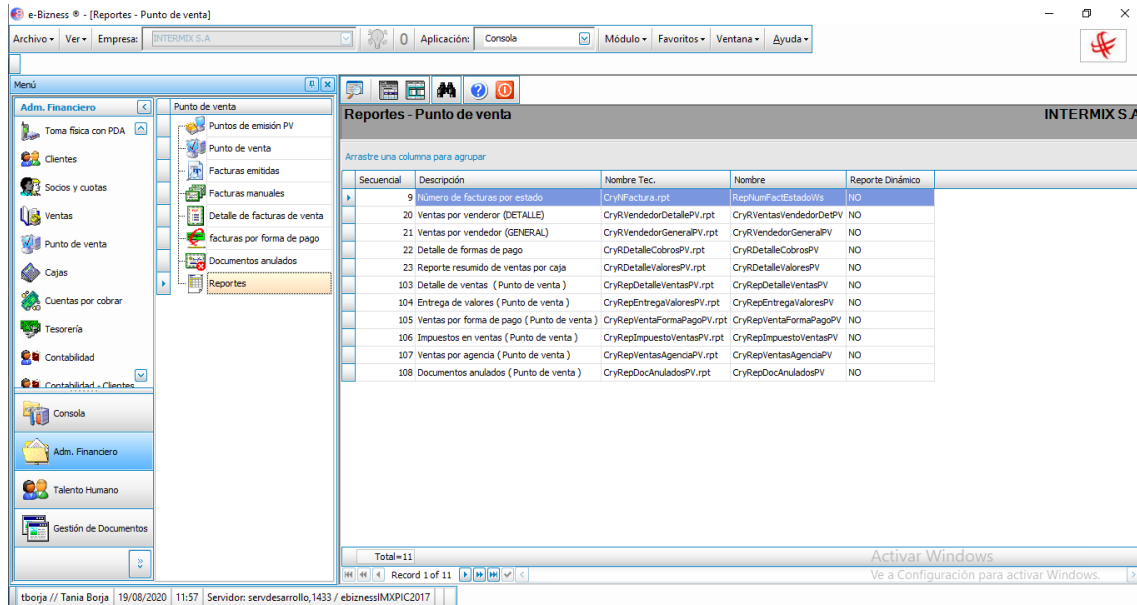 e-Bizness ® - [Reportes - Punto de venta]
Archivo Ver Empresa: INTERMIX S.A 0 Aplicación: Consola Módulo Favoritos Ventana Ayuda
Menú
Adm. Financiero
Toma física con PDA
Clientes
Socios y cuotas
Ventas
Punto de venta
Cajas
Cuentas por cobrar
Tesorería
Contabilidad
Contabilidad - Clientes
Consola
Adm. Financiero
Talento Humano
Gestión de Documentos
Punto de venta
Puntos de emisión PV
Punto de venta
Facturas emitidas
Facturas manuales
Detalle de facturas de venta
facturas por forma de pago
Documentos anulados
Reportes
Reportes - Punto de venta INTERMIX S.A
Arrastre una columna para agrupar
Secuencial Descripción Nombre Tec. Nombre Reporte Dinámico
9 Número de facturas por estado CryNFactura.rpt RepNumFactEstadoWs NO
20 Ventas por venderor (DETALLE) CryRVendedorDetallePV.rpt CryRVentasVendedorDetPV NO
21 Ventas por vendedor (GENERAL) CryRVendedorGeneralPV.rpt CryRVendedorGeneralPV NO
22 Detalle de formas de pago CryRDetalleCobrosPV.rpt CryRDetalleCobrosPV NO
23 Reporte resumido de ventas por caja CryRDetalleValoresPV.rpt CryRDetalleValoresPV NO
103 Detalle de ventas ( Punto de venta ) CryRepDetalleVentasPV.rpt CryRepDetalleVentasPV NO
104 Entrega de valores ( Punto de venta ) CryRepEntregaValoresPV.rpt CryRepEntregaValoresPV NO
105 Ventas por forma de pago ( Punto de venta ) CryRepVentaFormaPagoPV.rpt CryRepVentaFormaPagoPV NO
106 Impuestos en ventas ( Punto de venta ) CryRepImpuestoVentasPV.rpt CryRepImpuestoVentasPV NO
107 Ventas por agencia ( Punto de venta ) CryRepVentasAgenciaPV.rpt CryRepVentasAgenciaPV NO
108 Documentos anulados ( Punto de venta ) CryRepDocAnuladosPV.rpt CryRepDocAnuladosPV NO
Total=11
Record 1 of 11
Activar Windows
Ve a Configuración para activar Windows.
tborja // Tania Borja 19/08/2020 11:57 Servidor: servdesarrollo,1433 / ebiznessIMXPIC2017